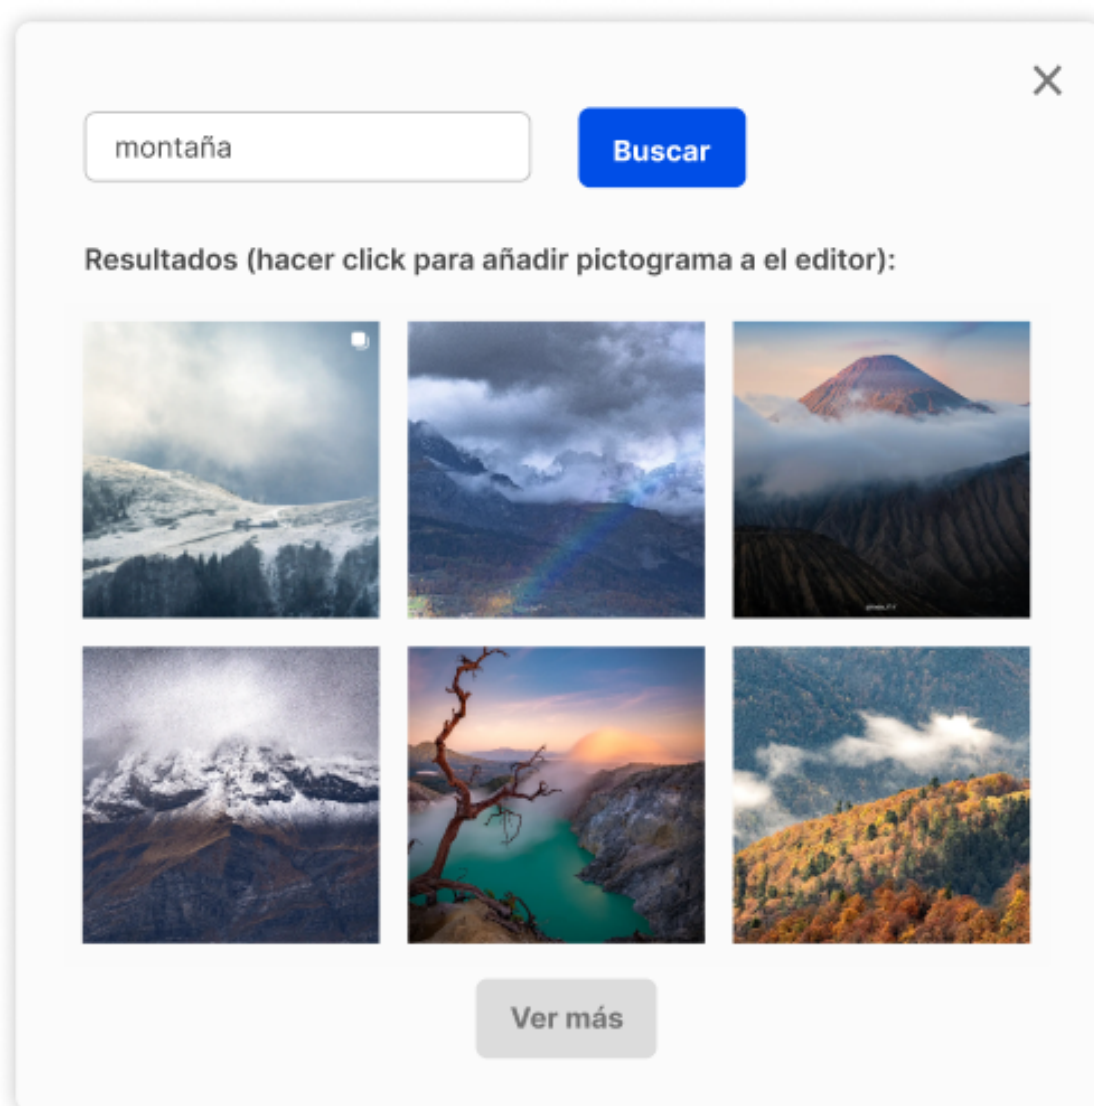 montaña
Buscar
Resultados (hacer click para añadir pictograma a el editor):
Ver más